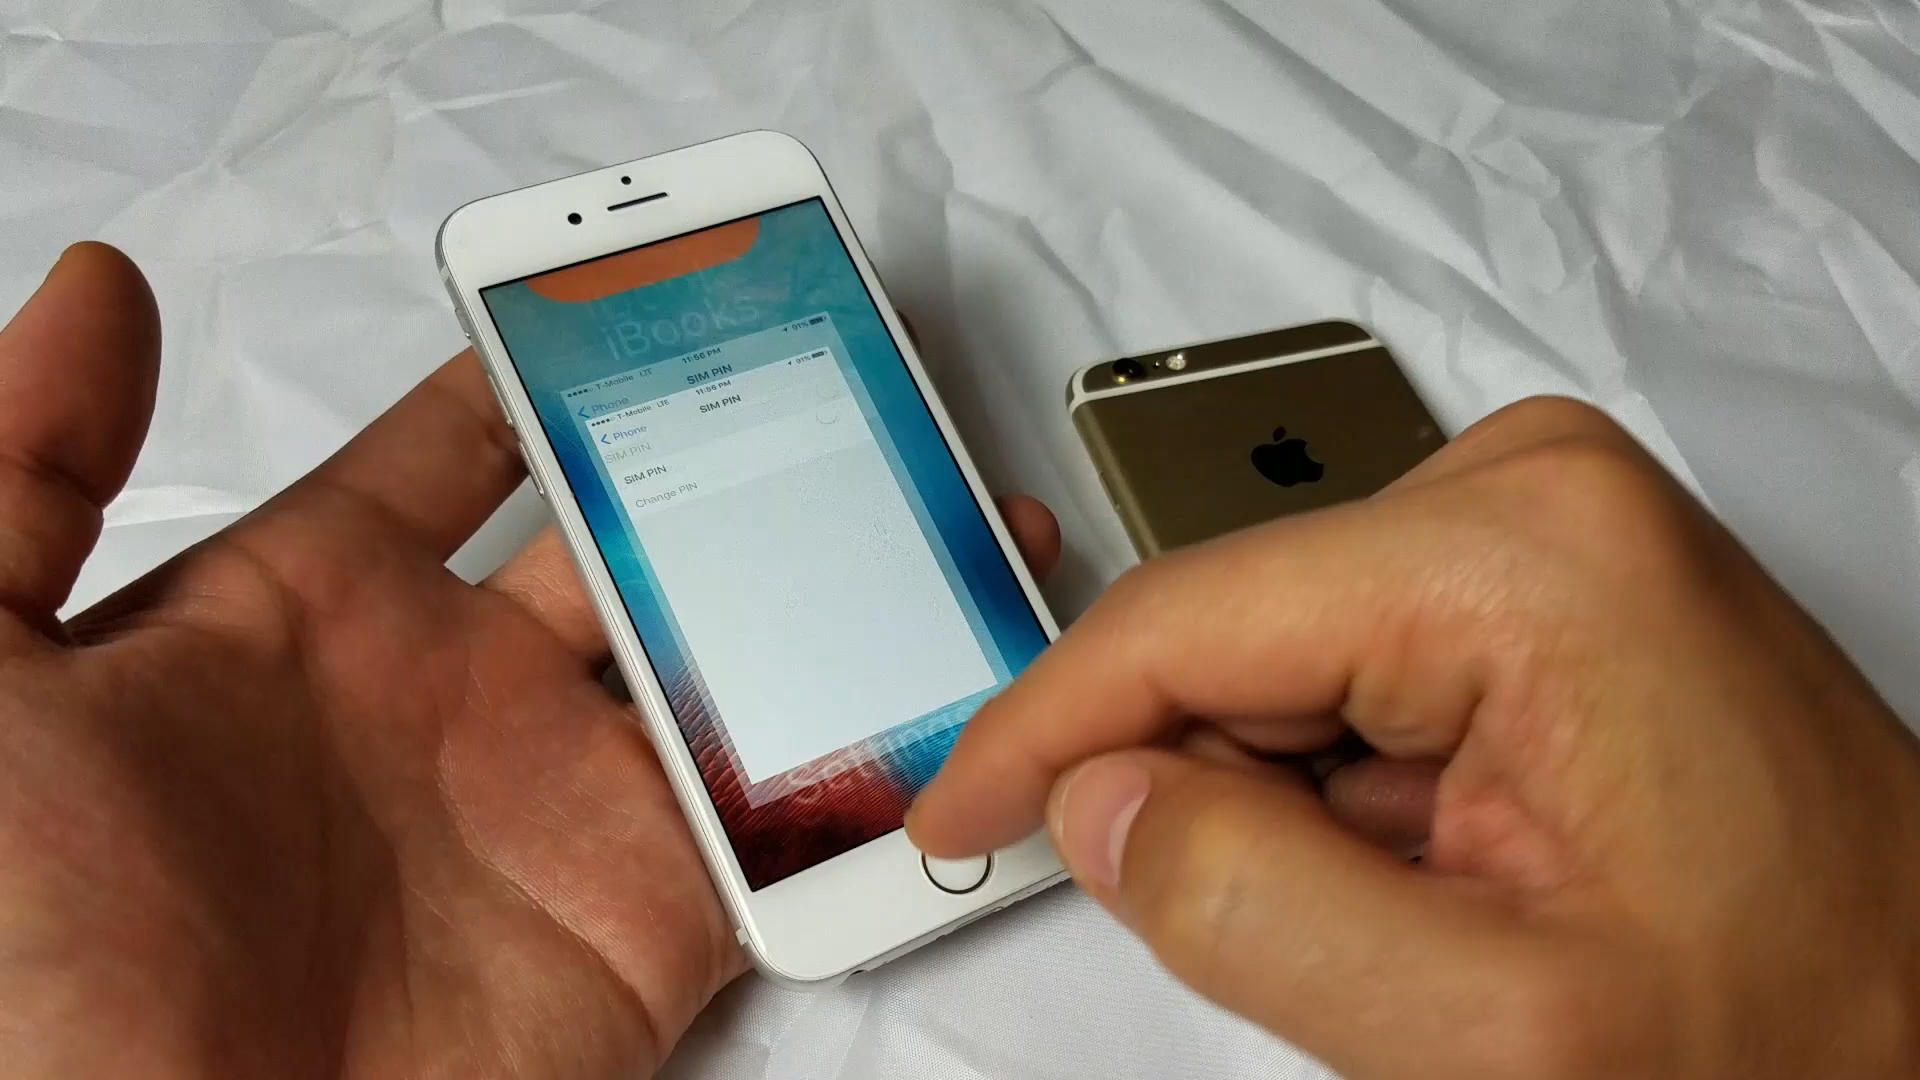 iBooks
91%
11:56 PM
T-Mobile LTE
SIM PIN
Phone
91%
11:56 PM
T-Mobile LTE
SIM PIN
Phone
SIM PIN
SIM PIN
Change PIN
Settings